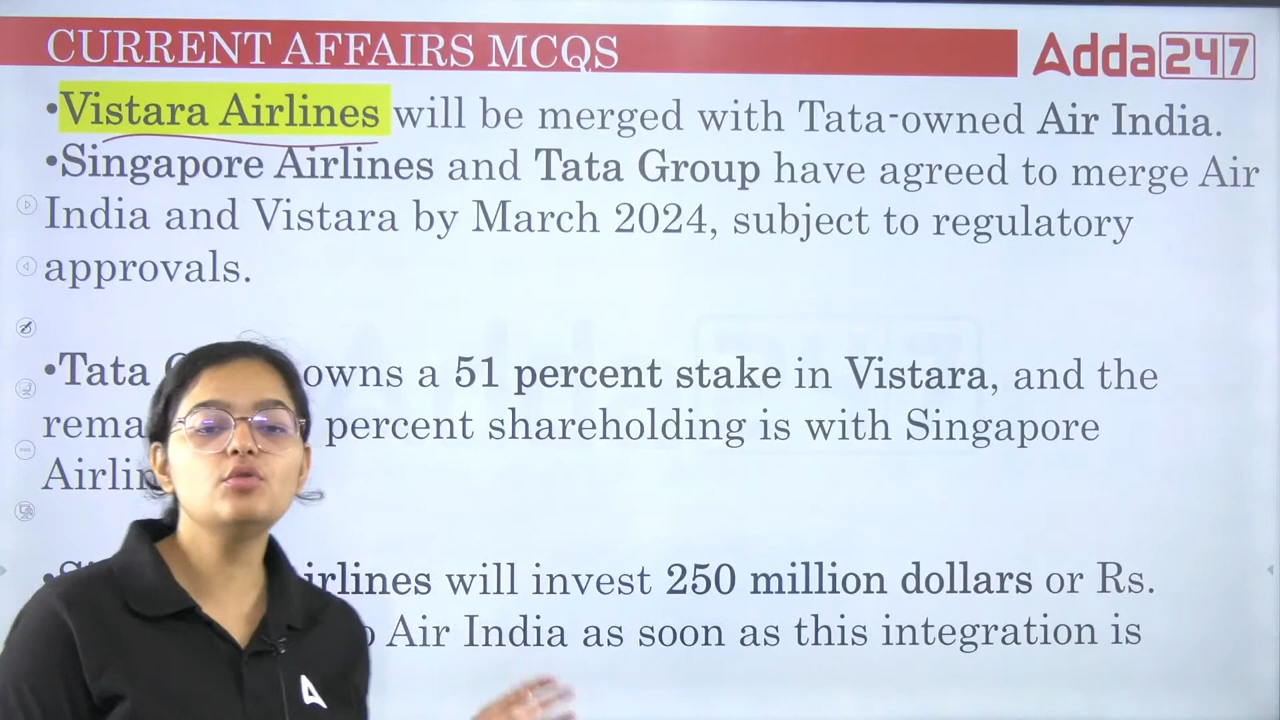 CURRENT AFFAIRS MCQS
Adda247
•Vistara Airlines will be merged with Tata-owned Air India.
•Singapore Airlines and Tata Group have agreed to merge Air
India and Vistara by March 2024, subject to regulatory
approvals.
•Tata owns a 51 percent stake in Vistara, and the
percent shareholding is with Singapore
irlines will invest 250 million dollars or Rs.
Air India as soon as this integration is